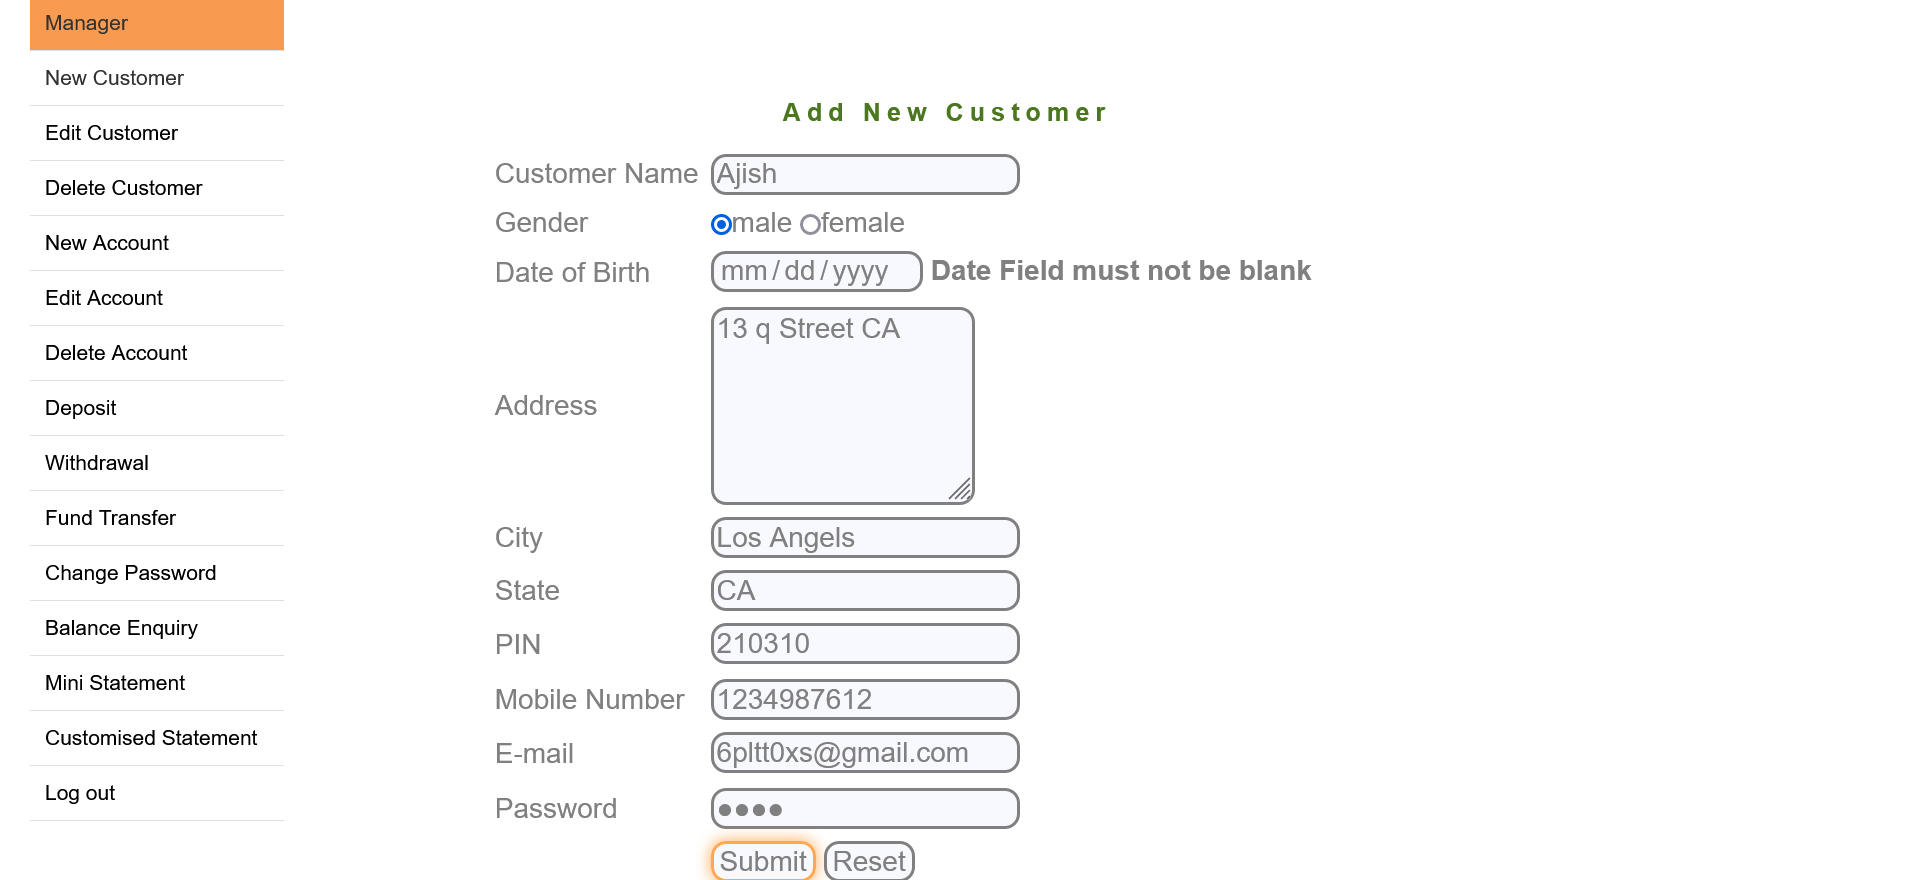 Manager
New Customer
Edit Customer
Delete Customer
New Account
Edit Account
Delete Account
Deposit
Withdrawal
Fund Transfer
Change Password
Balance Enquiry
Mini Statement
Customised Statement
Log out
Add New Customer
Customer Name Ajish
Gender male female
Date of Birth mm/dd/yyyy Date Field must not be blank
Address 13 q Street CA
City Los Angels
State CA
PIN 210310
Mobile Number 1234987612
E-mail 6pltt0xs@gmail.com
Password ●●●●
Submit Reset